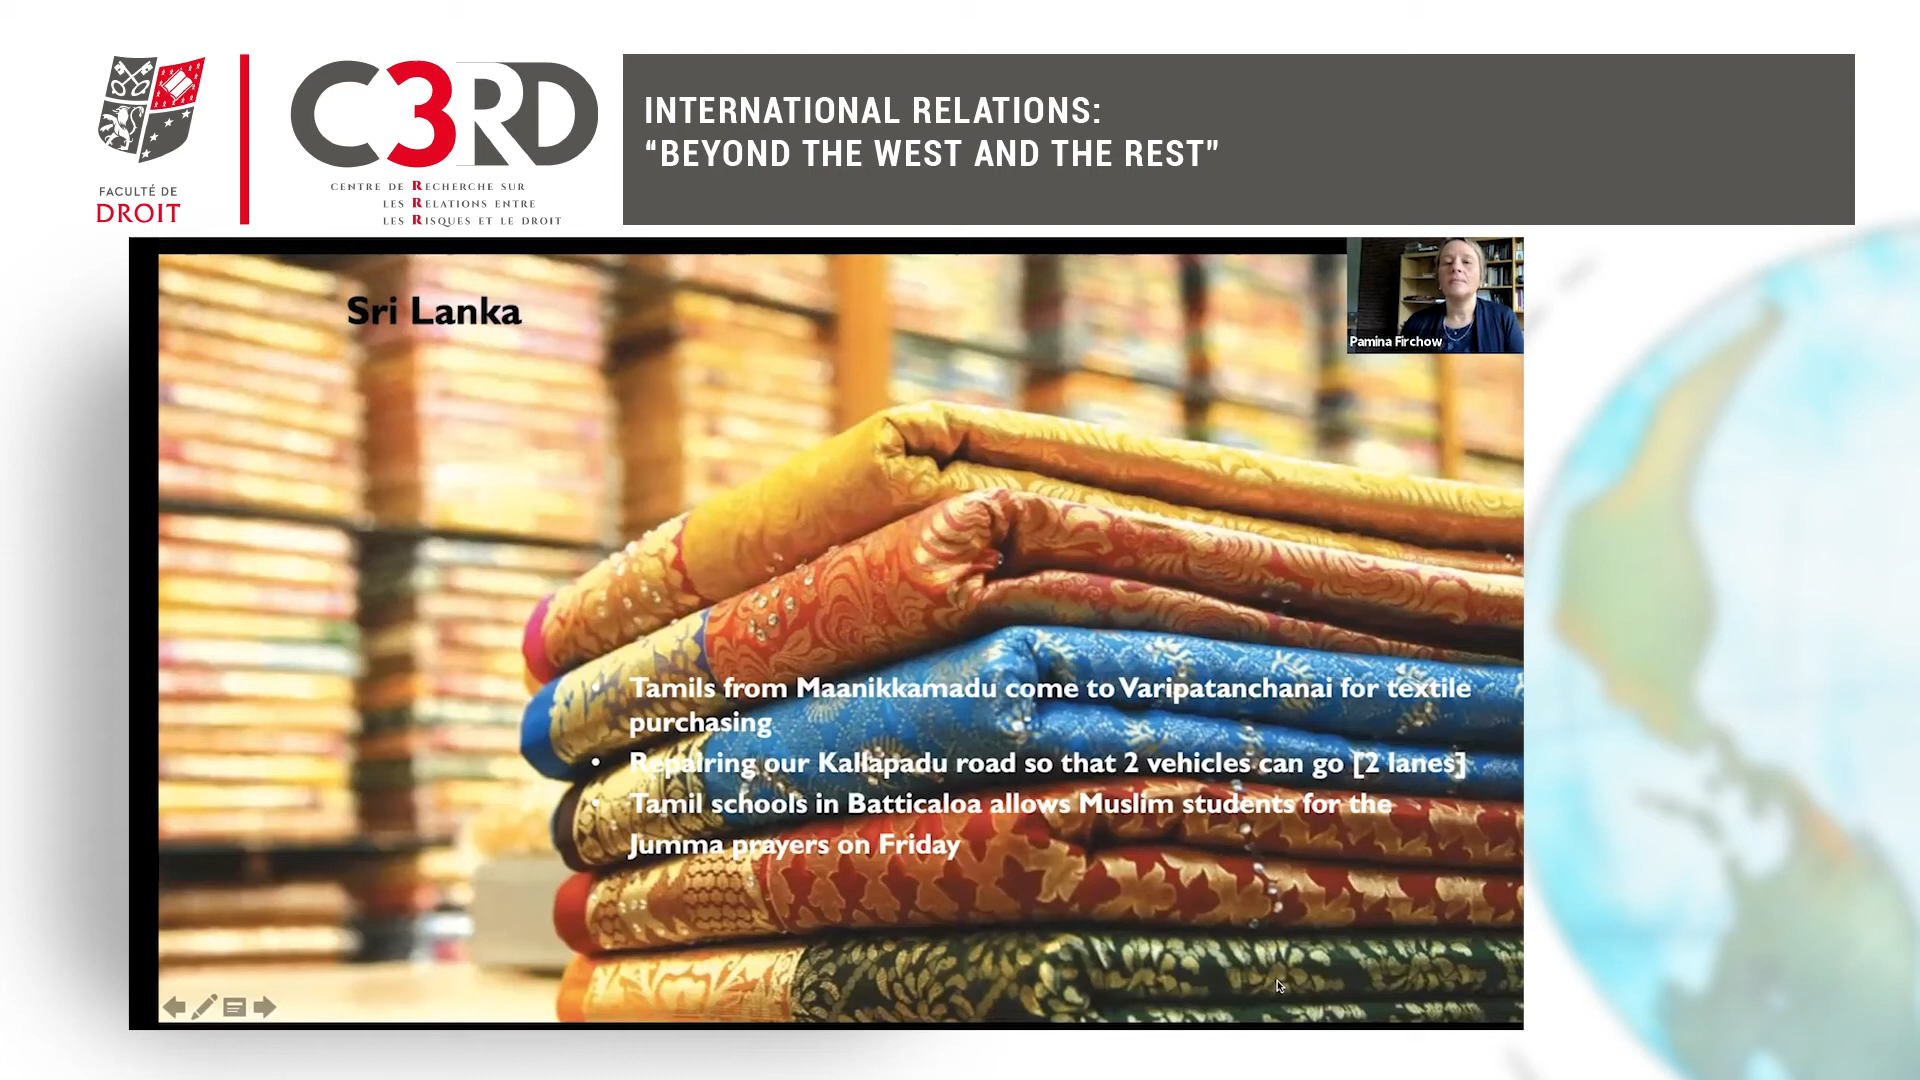 FACULTÉ DE
DROIT
C3RD
CENTRE DE RECHERCHE SUR
LES RELATIONS ENTRE
LES RISQUES ET LE DROIT
INTERNATIONAL RELATIONS:
“BEYOND THE WEST AND THE REST”
Sri Lanka
Pamina Firchow
• Tamils from Maanikkamadu come to Varipatanchanai for textile
purchasing
• Repairing our Kallapadu road so that 2 vehicles can go [2 lanes]
• Tamil schools in Batticaloa allows Muslim students for the
Jumma prayers on Friday